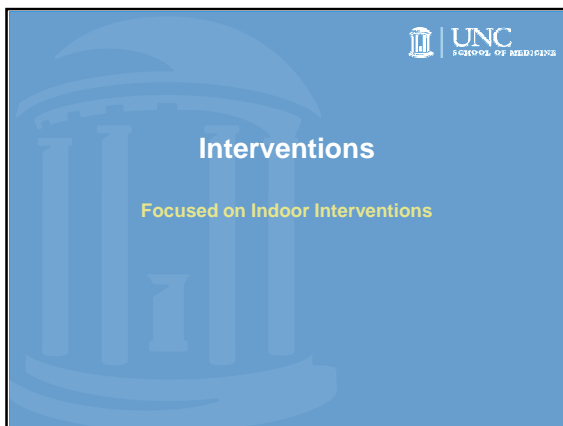 UNC
SCHOOL OF MEDICINE
Interventions
Focused on Indoor Interventions